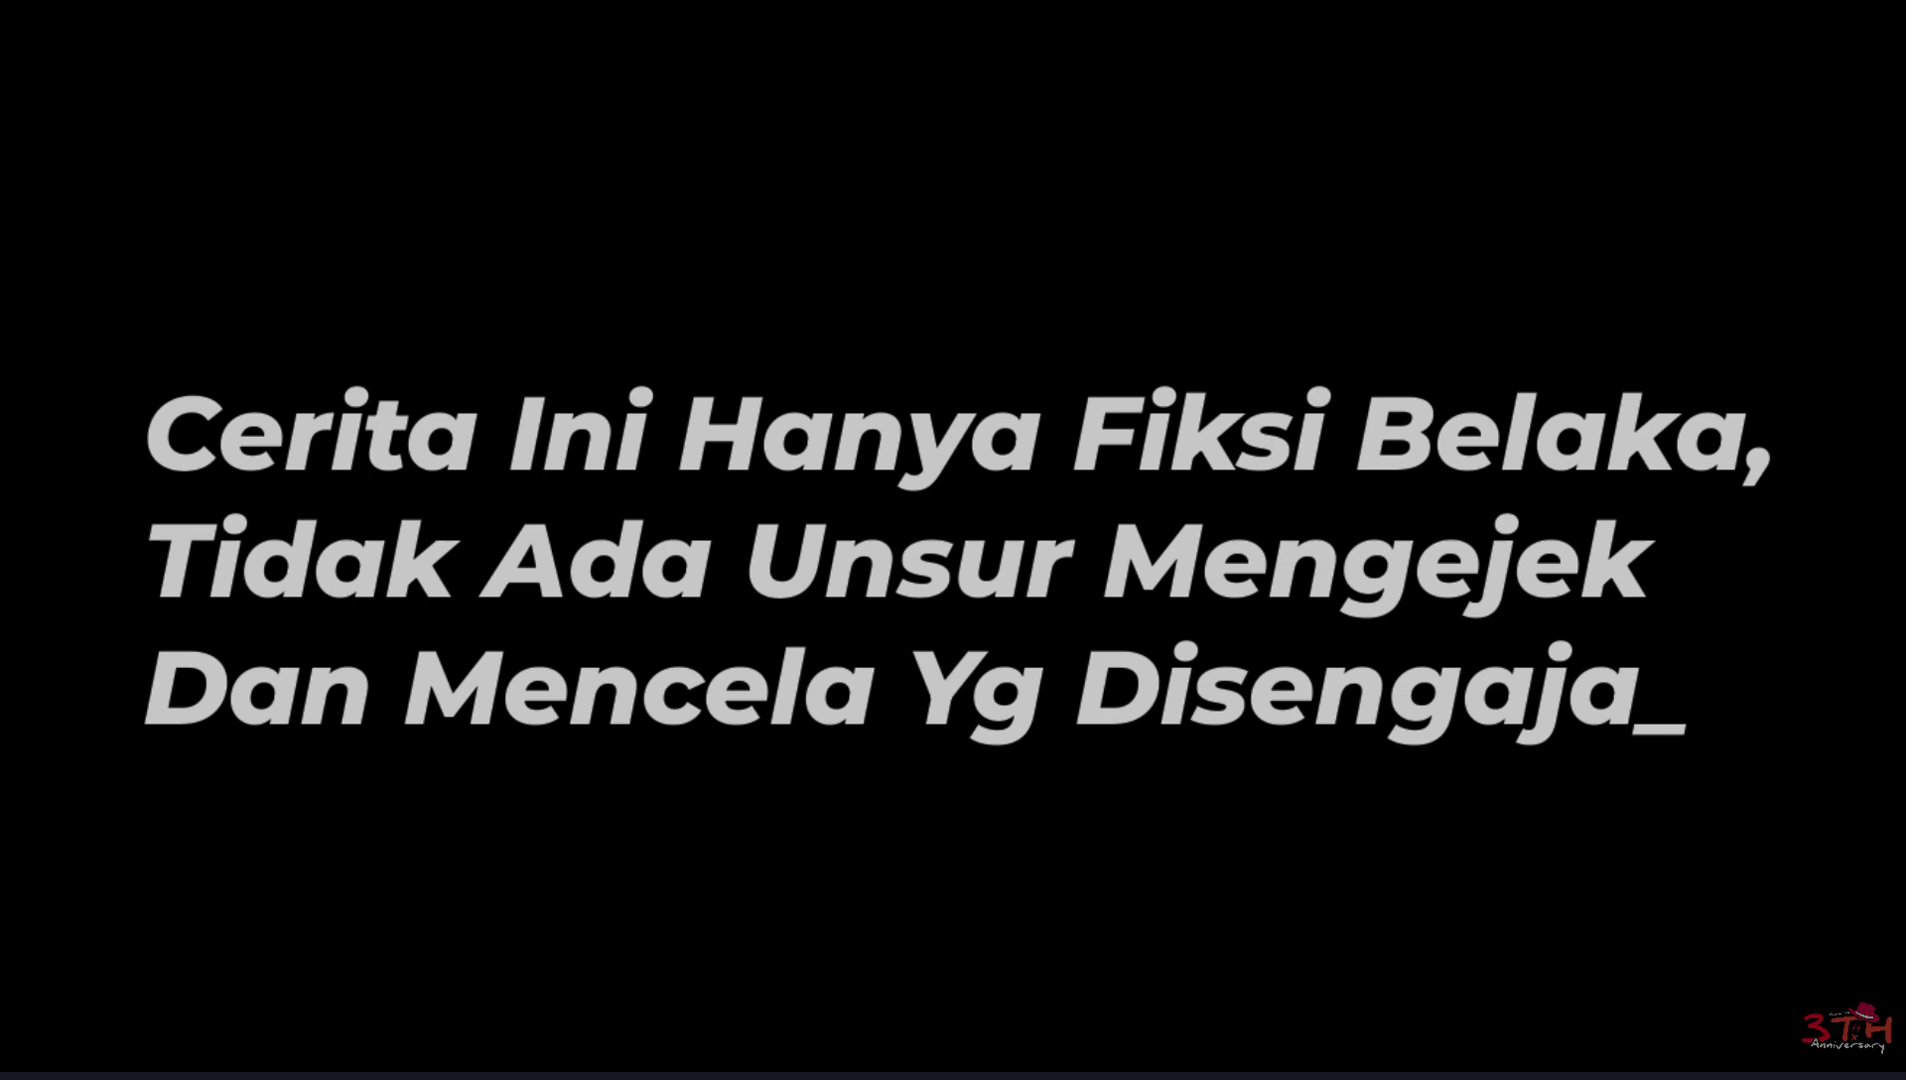 Cerita Ini Hanya Fiksi Belaka,
Tidak Ada Unsur Mengejek
Dan Mencela Yg Disengaja_
3TH
Anniversary